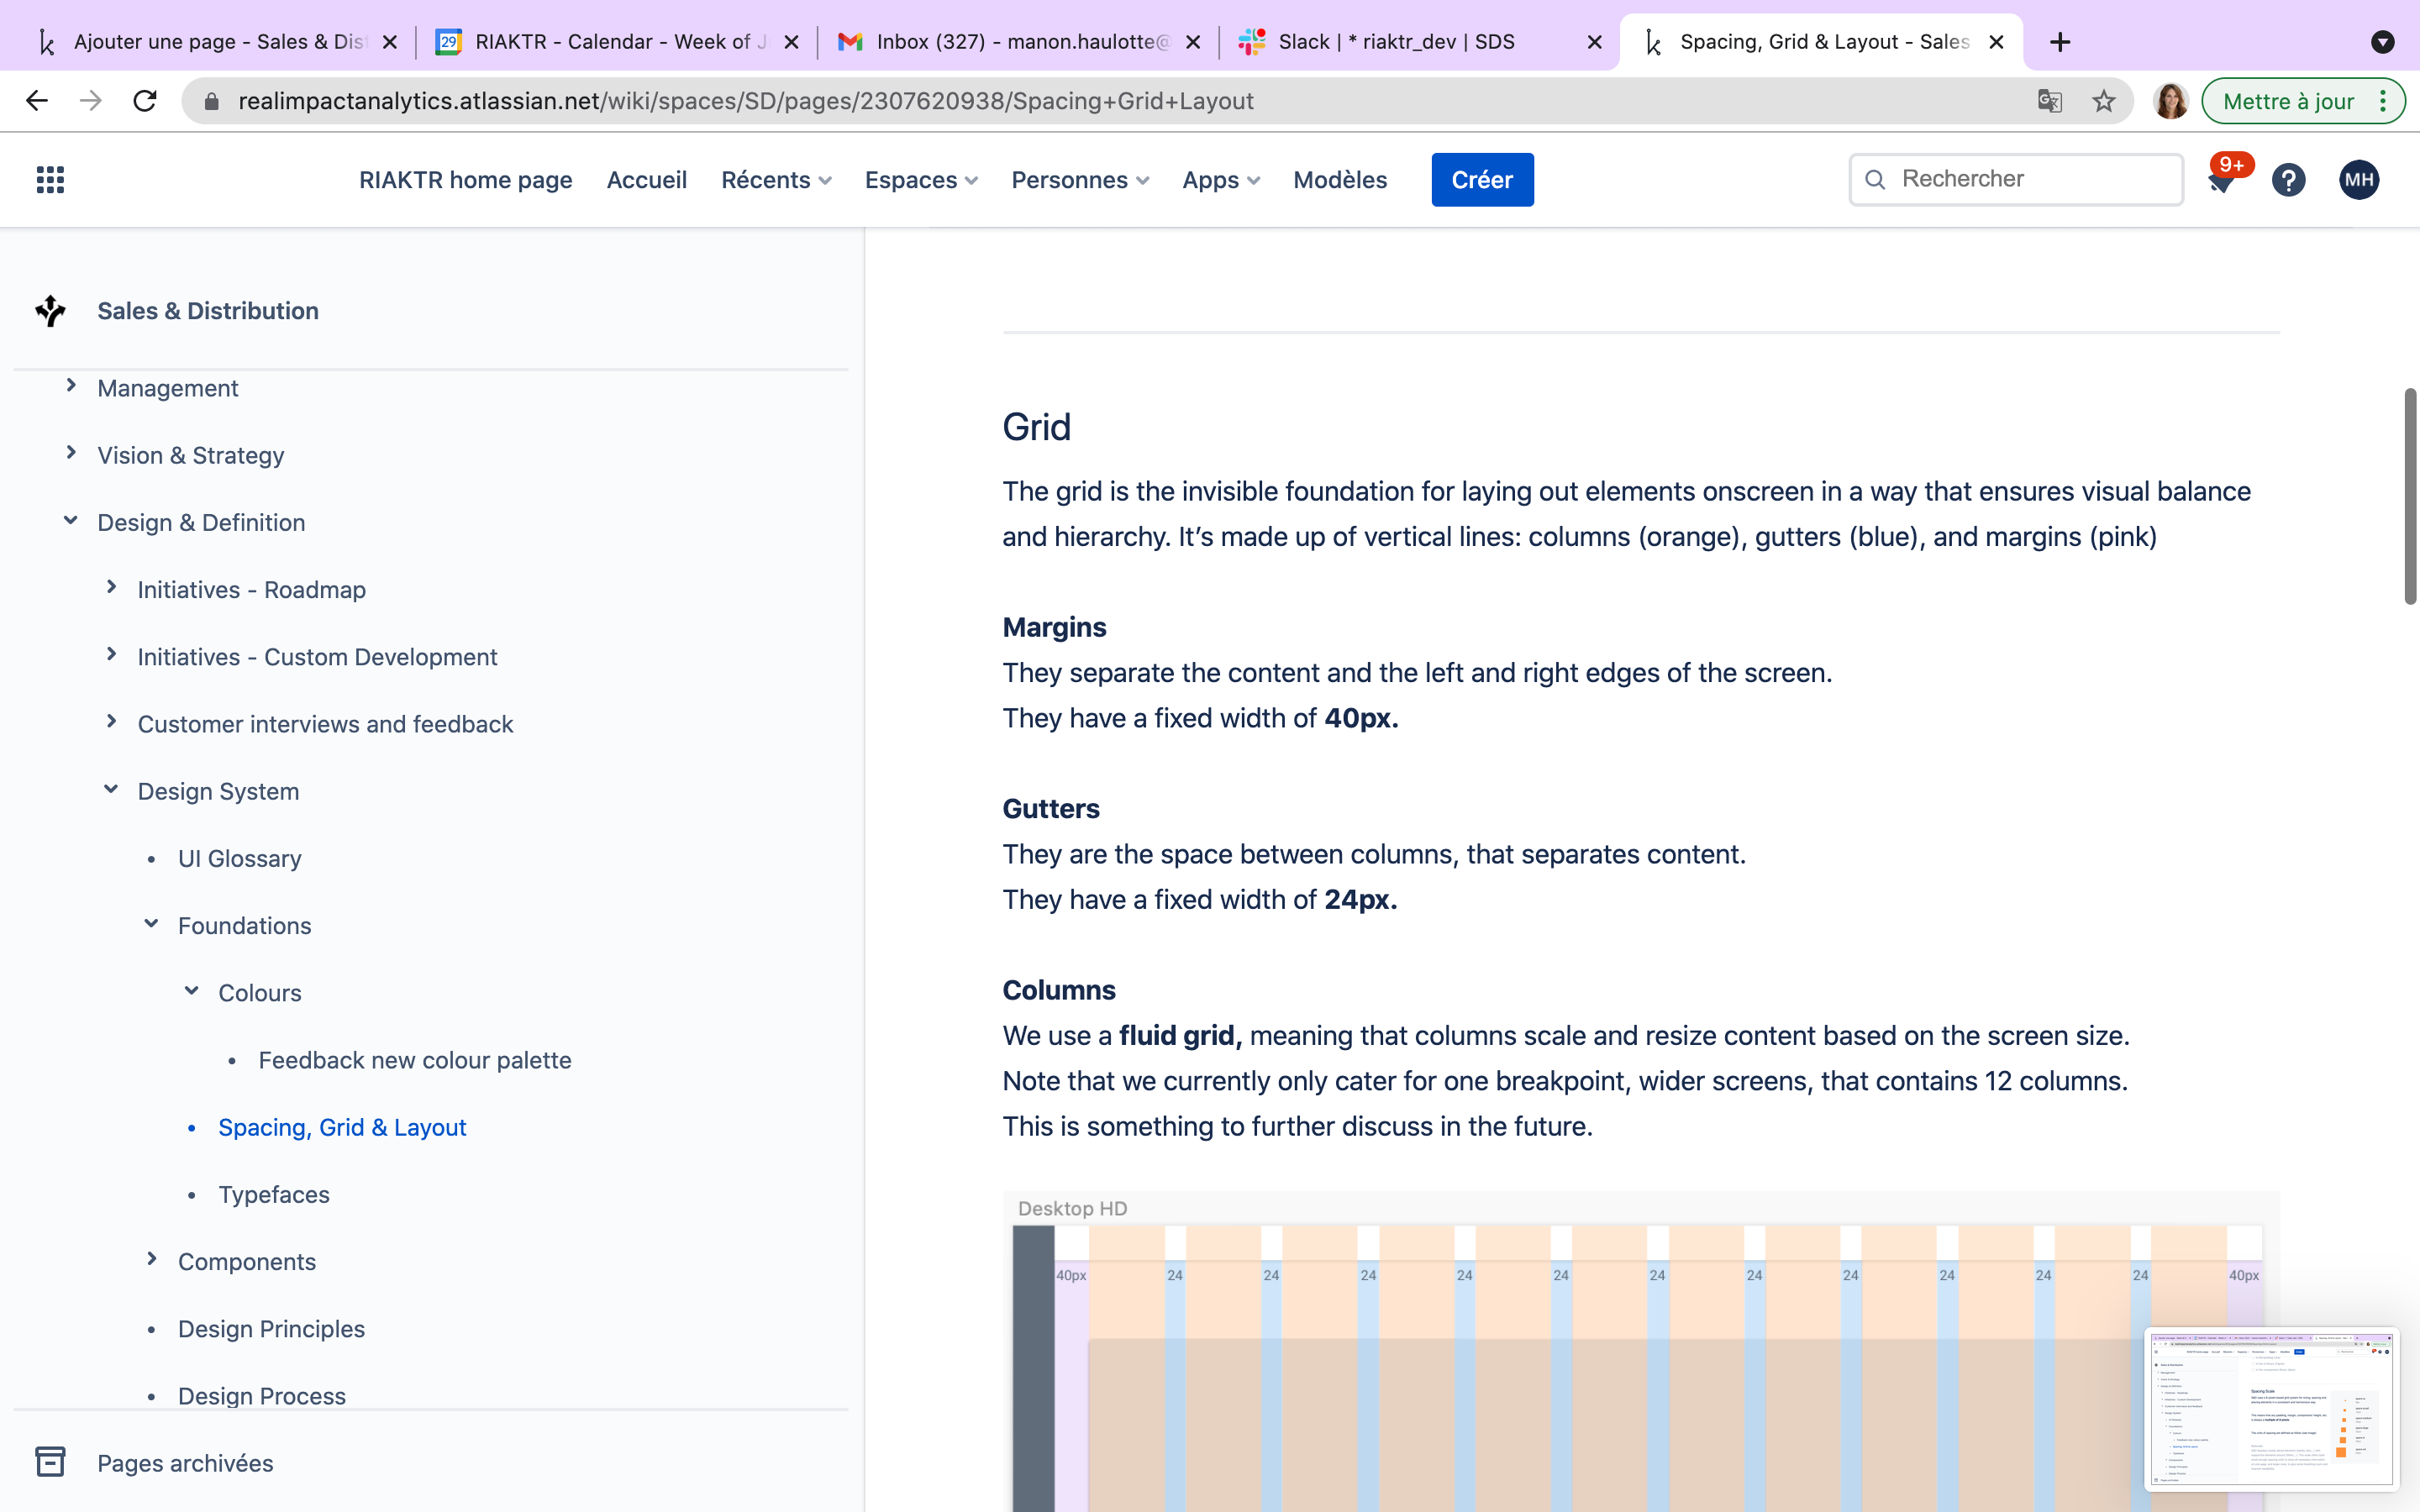 Ajouter une page - Sales & Dis
RIAKTR - Calendar - Week of J
Inbox (327) - manon.haulotte@
Slack | * riaktr_dev | SDS
Spacing, Grid & Layout - Sales
realimpactanalytics.atlassian.net/wiki/spaces/SD/pages/2307620938/Spacing+Grid+Layout
Mettre à jour
RIAKTR home page
Accueil
Récents
Espaces
Personnes
Apps
Modèles
Créer
Rechercher
9+
MH
Sales & Distribution
Management
Vision & Strategy
Design & Definition
Initiatives - Roadmap
Initiatives - Custom Development
Customer interviews and feedback
Design System
UI Glossary
Foundations
Colours
Feedback new colour palette
Spacing, Grid & Layout
Typefaces
Components
Design Principles
Design Process
Pages archivées
Grid
The grid is the invisible foundation for laying out elements onscreen in a way that ensures visual balance
and hierarchy. It’s made up of vertical lines: columns (orange), gutters (blue), and margins (pink)
Margins
They separate the content and the left and right edges of the screen.
They have a fixed width of 40px.
Gutters
They are the space between columns, that separates content.
They have a fixed width of 24px.
Columns
We use a fluid grid, meaning that columns scale and resize content based on the screen size.
Note that we currently only cater for one breakpoint, wider screens, that contains 12 columns.
This is something to further discuss in the future.
Desktop HD
40px 24 24 24 24 24 24 24 24 24 24 24 40px
Spacing Scale